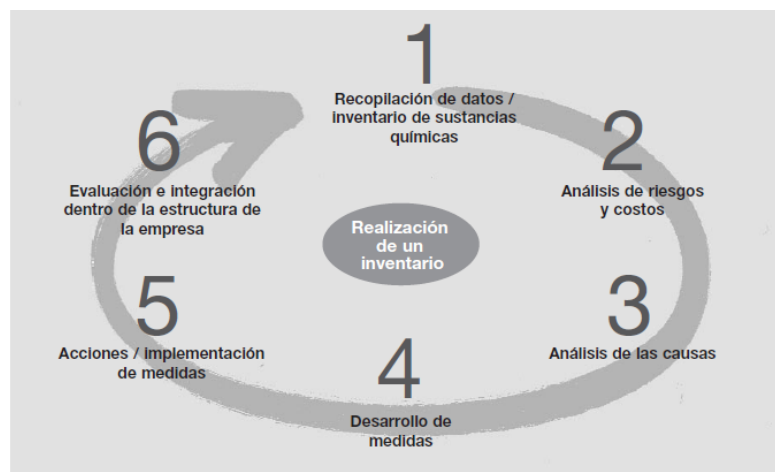 1
Recopilación de datos /
inventario de sustancias
químicas
2
Análisis de riesgos
y costos
3
Análisis de las causas
4
Desarrollo de
medidas
5
Acciones / Implementación
de medidas
6
Evaluación e integración
dentro de la estructura de
la empresa
Realización
de un
inventario